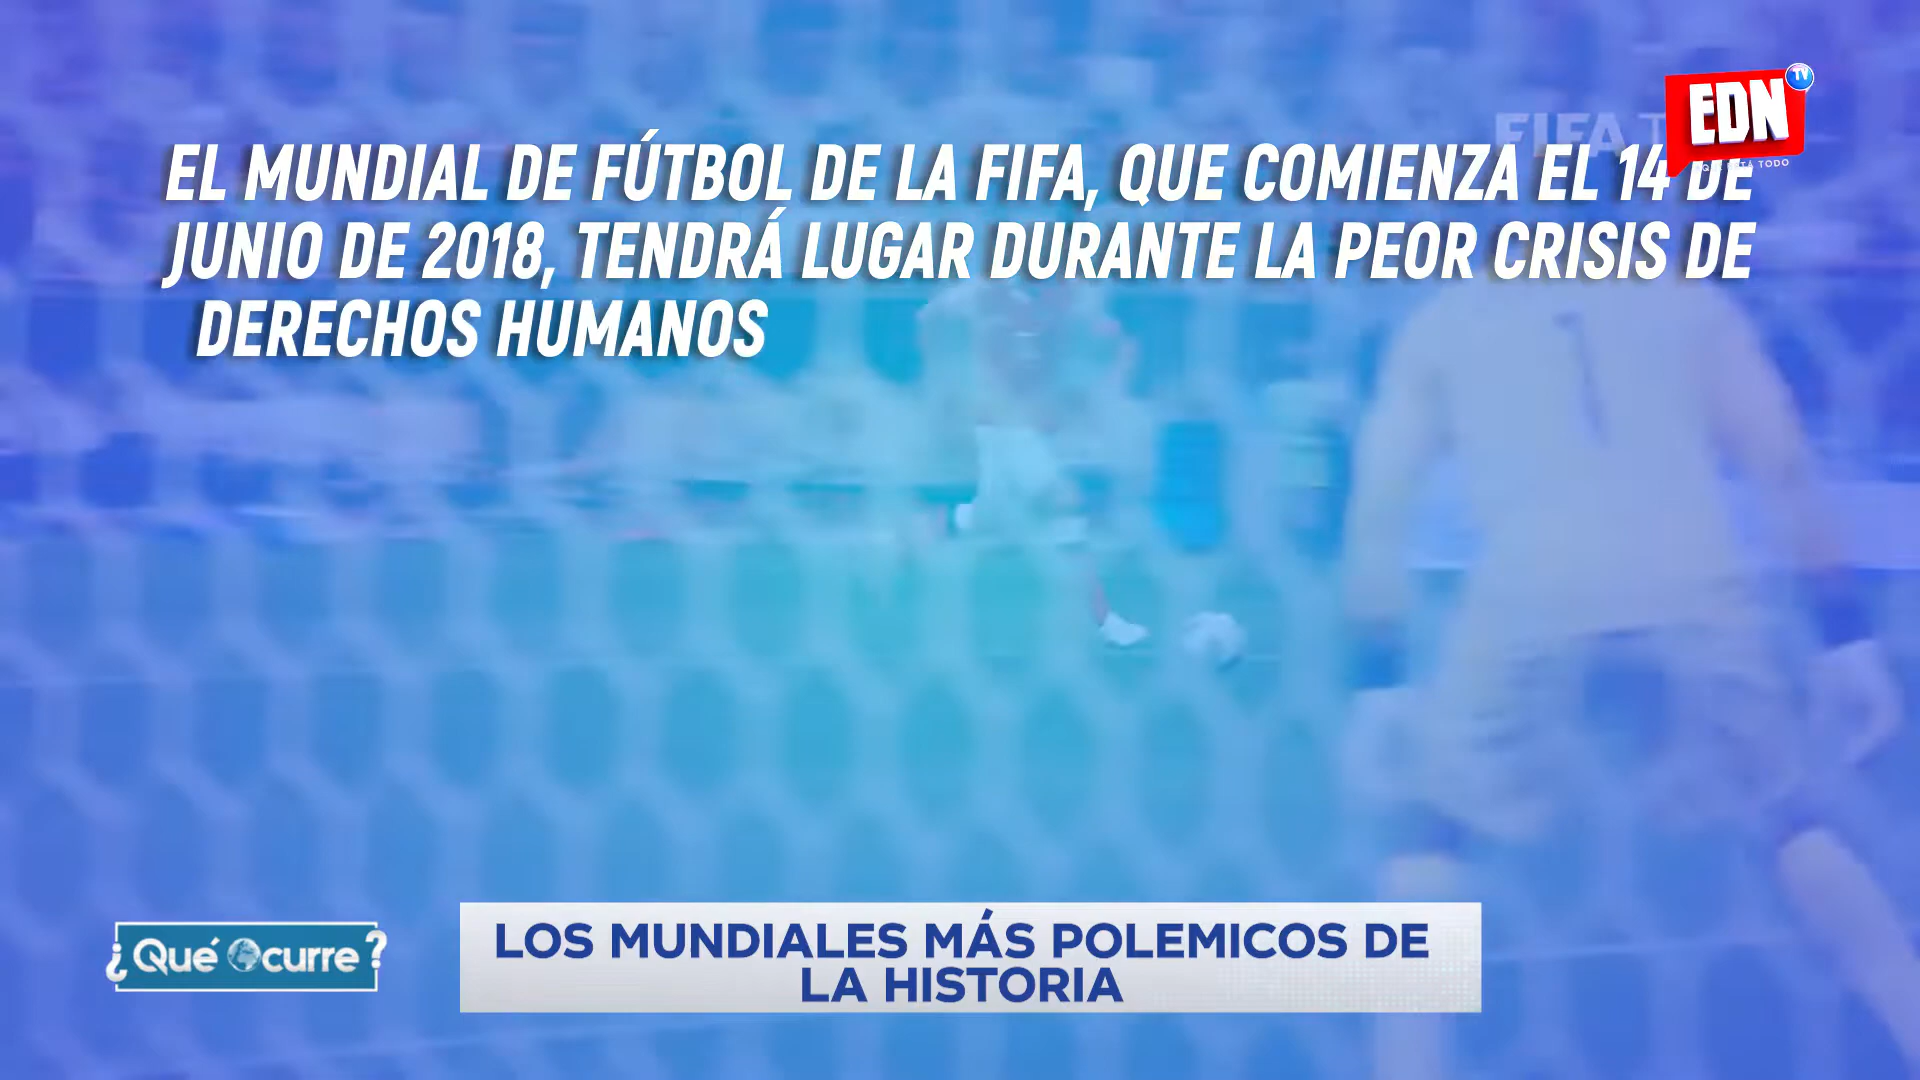 EDN TV
FIFA
EL MUNDIAL DE FÚTBOL DE LA FIFA, QUE COMIENZA EL 14 DE
JUNIO DE 2018, TENDRÁ LUGAR DURANTE LA PEOR CRISIS DE
DERECHOS HUMANOS
¿Qué Ocurre?
LOS MUNDIALES MÁS POLEMICOS DE
LA HISTORIA